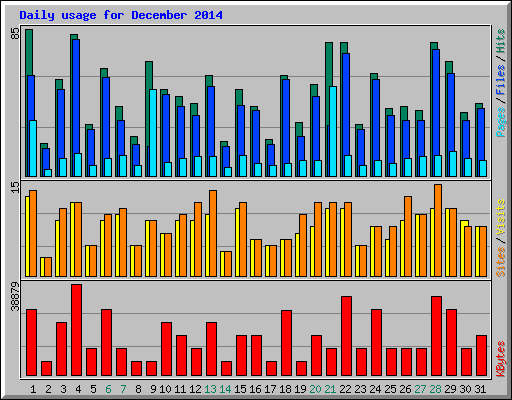 Daily usage for December 2014
85
Pages / Files / Hits
15
Sites / Visits
38879
KBytes
1 2 3 4 5 6 7 8 9 10 11 12 13 14 15 16 17 18 19 20 21 22 23 24 25 26 27 28 29 30 31